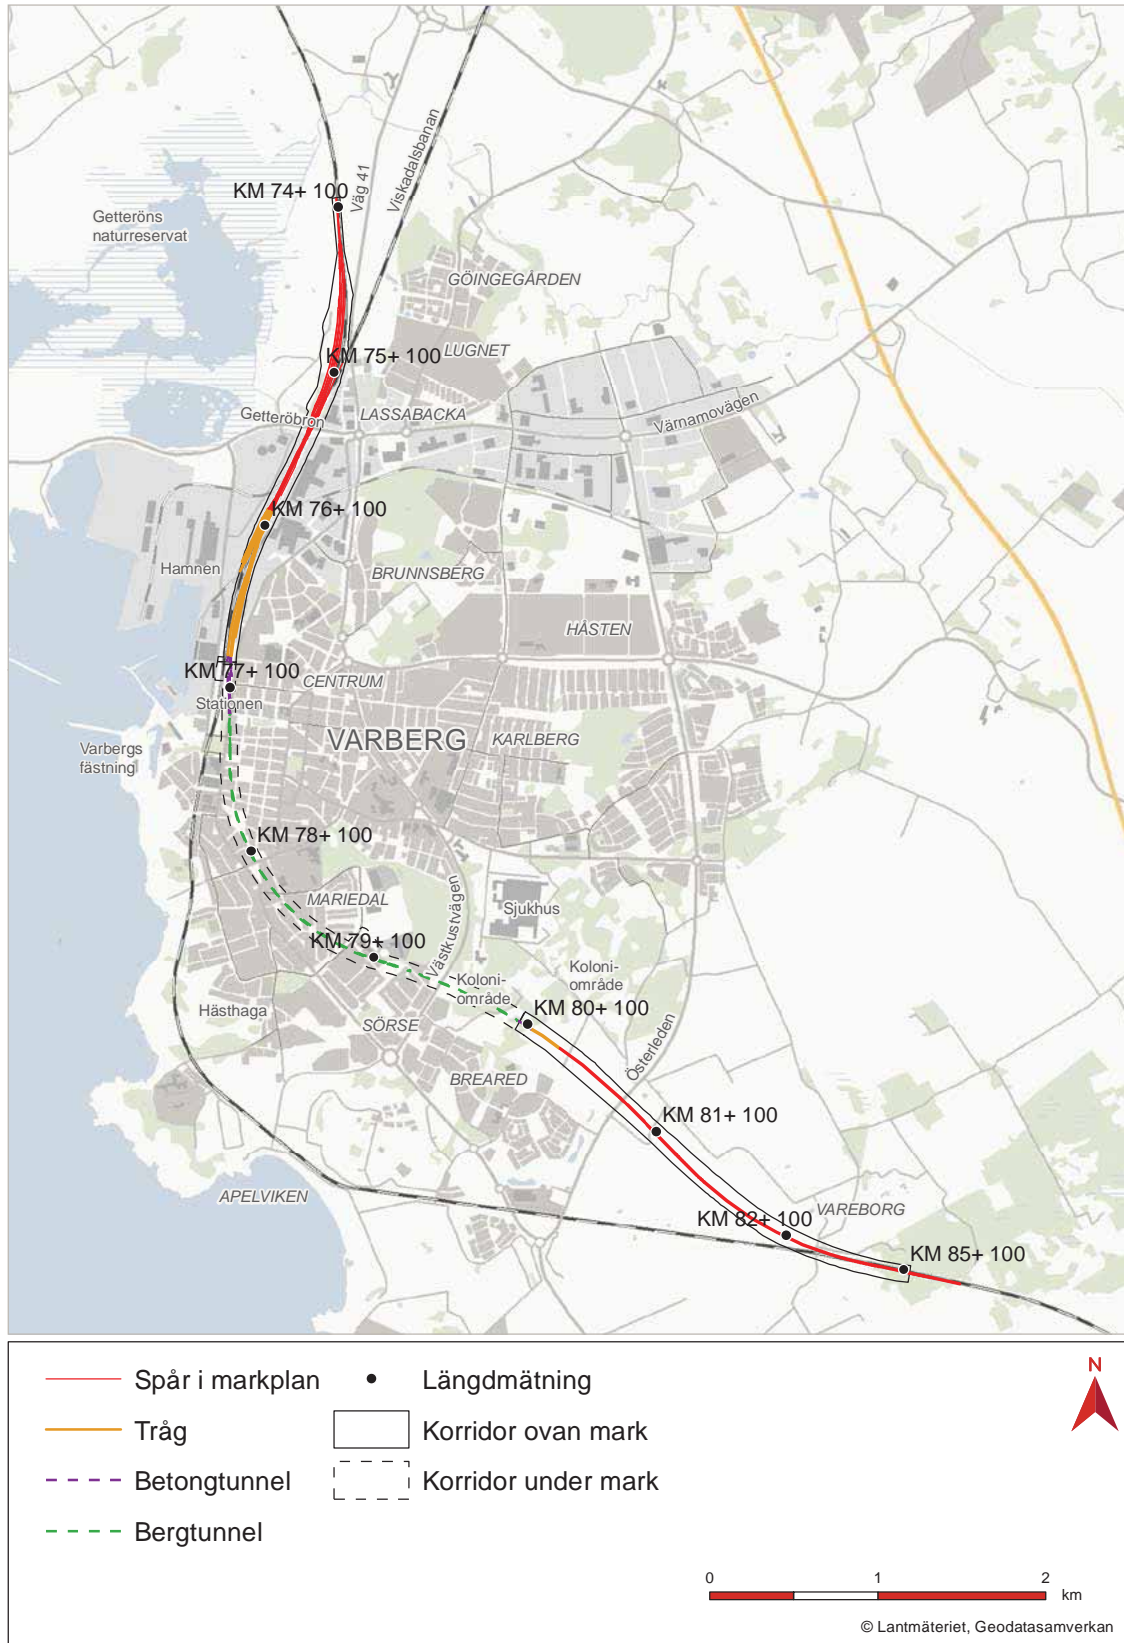 KM 74+ 100
Väg 41
Viskadalsbanan
Getteröns
naturreservat
GÖINGEGÅRDEN
LUGNET
KM 75+ 100
Getteröbron
LASSABACKA
Värnamovägen
KM 76+ 100
Hamnen
BRUNNSBERG
HÅSTEN
KM 77+ 100
CENTRUM
Stationen
VARBERG
KARLBERG
Varbergs
fästning
KM 78+ 100
MARIEDAL
Sjukhus
Västkustvägen
KM 79+ 100
Koloni-
område
Koloni-
område
Hästhaga
SÖRSE
KM 80+ 100
Österleden
BREARED
KM 81+ 100
APELVIKEN
VAREBORG
KM 82+ 100
KM 85+ 100
Spår i markplan
Längdmätning
Tråg
Korridor ovan mark
Betongtunnel
Korridor under mark
Bergtunnel
N
0 1 2
km
© Lantmäteriet, Geodatasamverkan